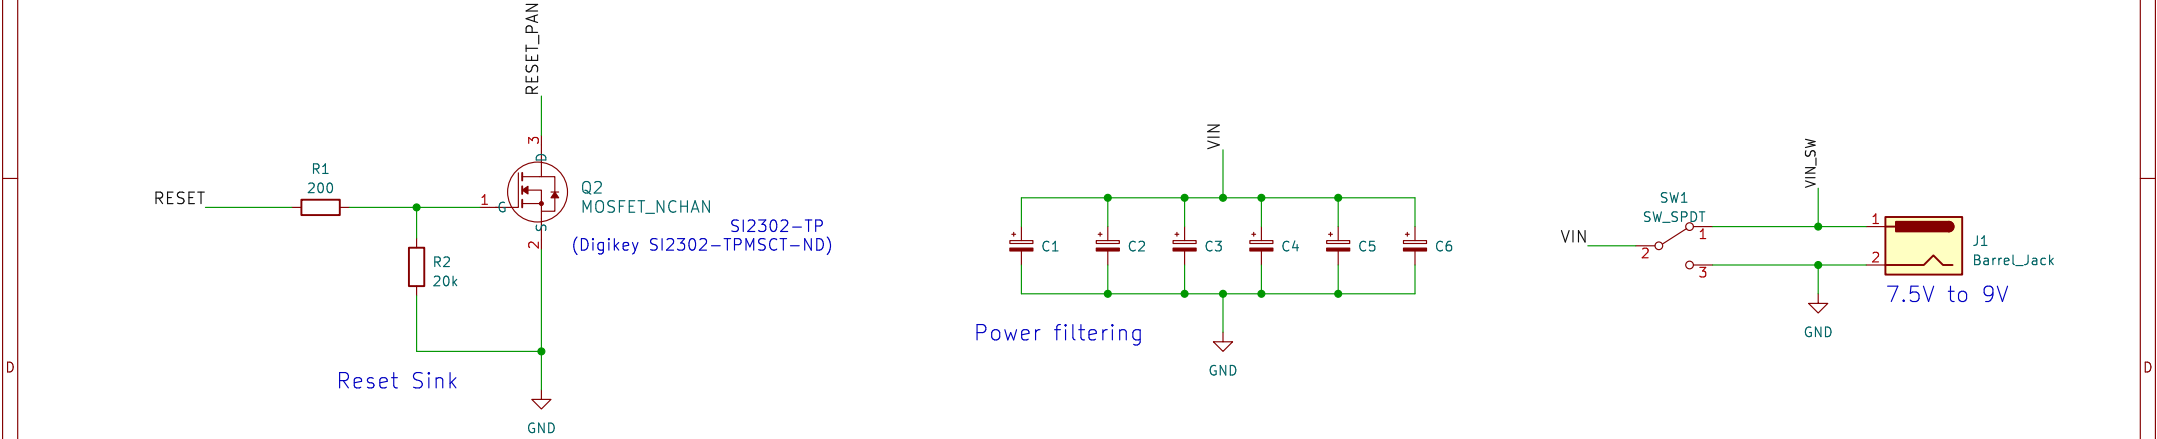 RESET_PAN
RESET
R1
200
1
G
3
D
S
2
Q2
MOSFET_NCHAN
SI2302-TP
(Digikey SI2302-TPMSCT-ND)
R2
20k
Reset Sink
GND
VIN
+
C1
+
C2
+
C3
+
C4
+
C5
+
C6
Power filtering
GND
VIN_SW
SW1
SW_SPDT
VIN
2
1
3
1
2
J1
Barrel_Jack
7.5V to 9V
GND
D
D